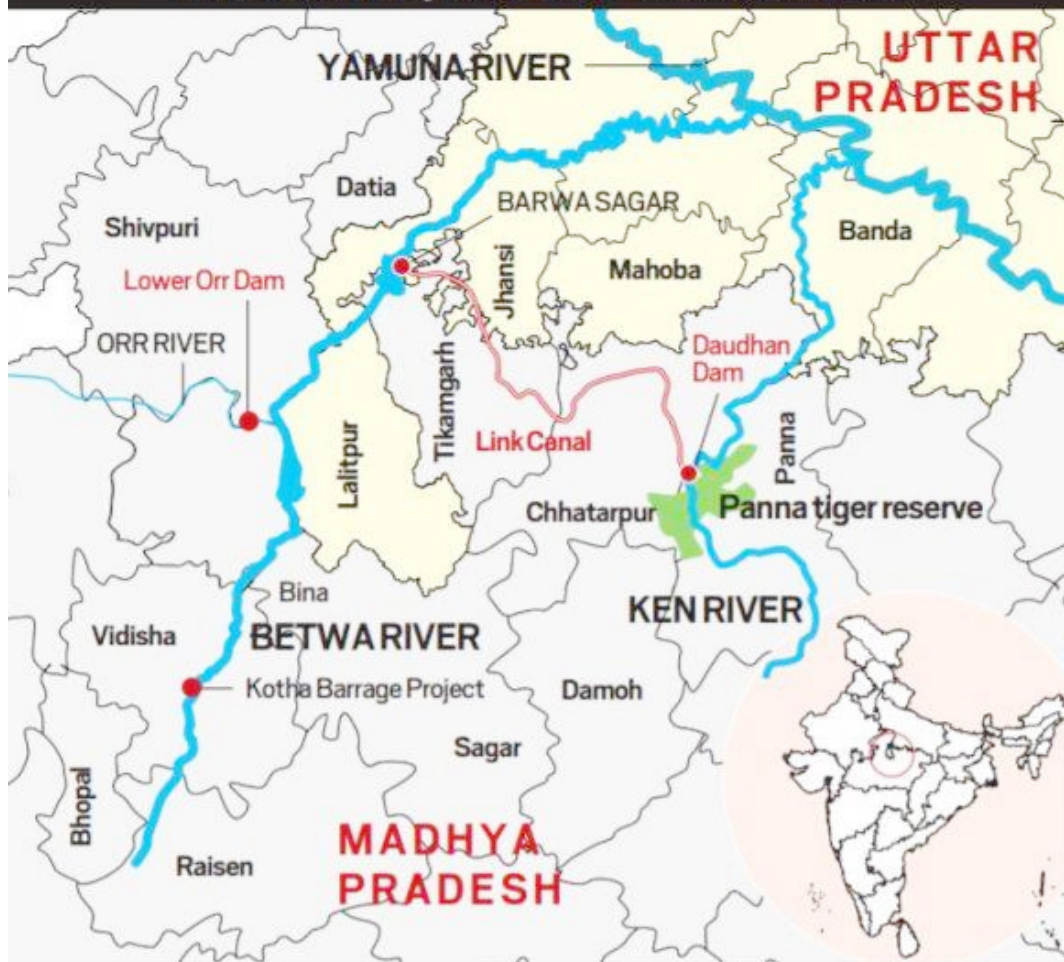 YAMUNA RIVER
UTTAR
PRADESH
Datia
BARWA SAGAR
Shivpuri
Banda
Jhansi
Mahoba
Lower Orr Dam
ORR RIVER
Daudhan
Dam
Tikamgarh
Link Canal
Lalitpur
Panna
Chhatarpur
Panna tiger reserve
Bina
KEN RIVER
Vidisha
BETWA RIVER
Kotha Barrage Project
Damoh
Sagar
Bhopal
MADHYA
PRADESH
Raisen